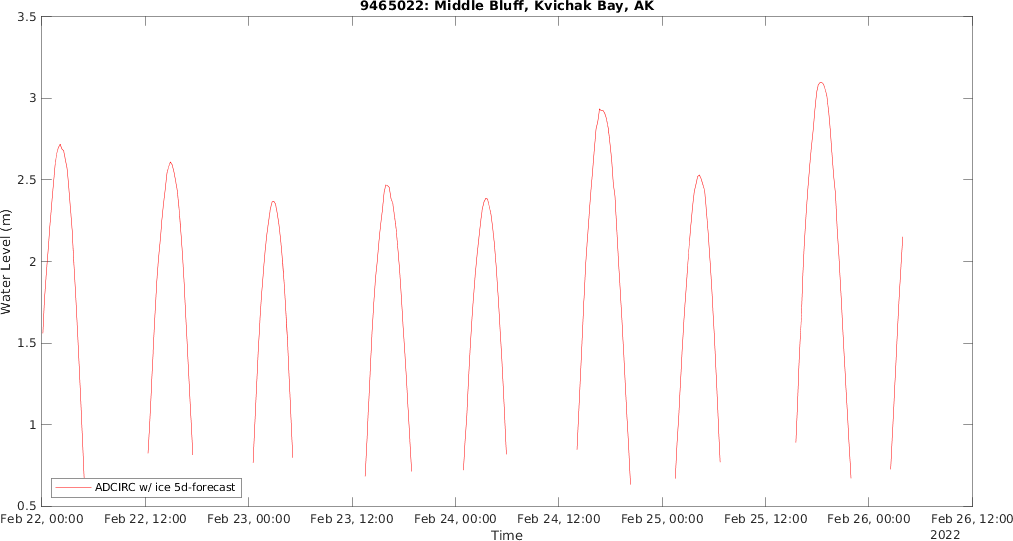 9465022: Middle Bluff, Kvichak Bay, AK
3.5
3
2.5
2
1.5
1
0.5
Water Level (m)
ADCIRC w/ ice 5d-forecast
Feb 22, 00:00 Feb 22, 12:00 Feb 23, 00:00 Feb 23, 12:00 Feb 24, 00:00 Feb 24, 12:00 Feb 25, 00:00 Feb 25, 12:00 Feb 26, 00:00 Feb 26, 12:00
Time
2022